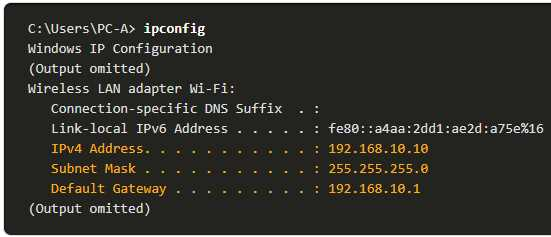 C:\Users\PC-A> ipconfig
Windows IP Configuration
(Output omitted)
Wireless LAN adapter Wi-Fi:
   Connection-specific DNS Suffix  . :
   Link-local IPv6 Address . . . . . : fe80::a4aa:2dd1:ae2d:a75e%16
   IPv4 Address. . . . . . . . . . . : 192.168.10.10
   Subnet Mask . . . . . . . . . . . : 255.255.255.0
   Default Gateway . . . . . . . . . : 192.168.10.1
(Output omitted)